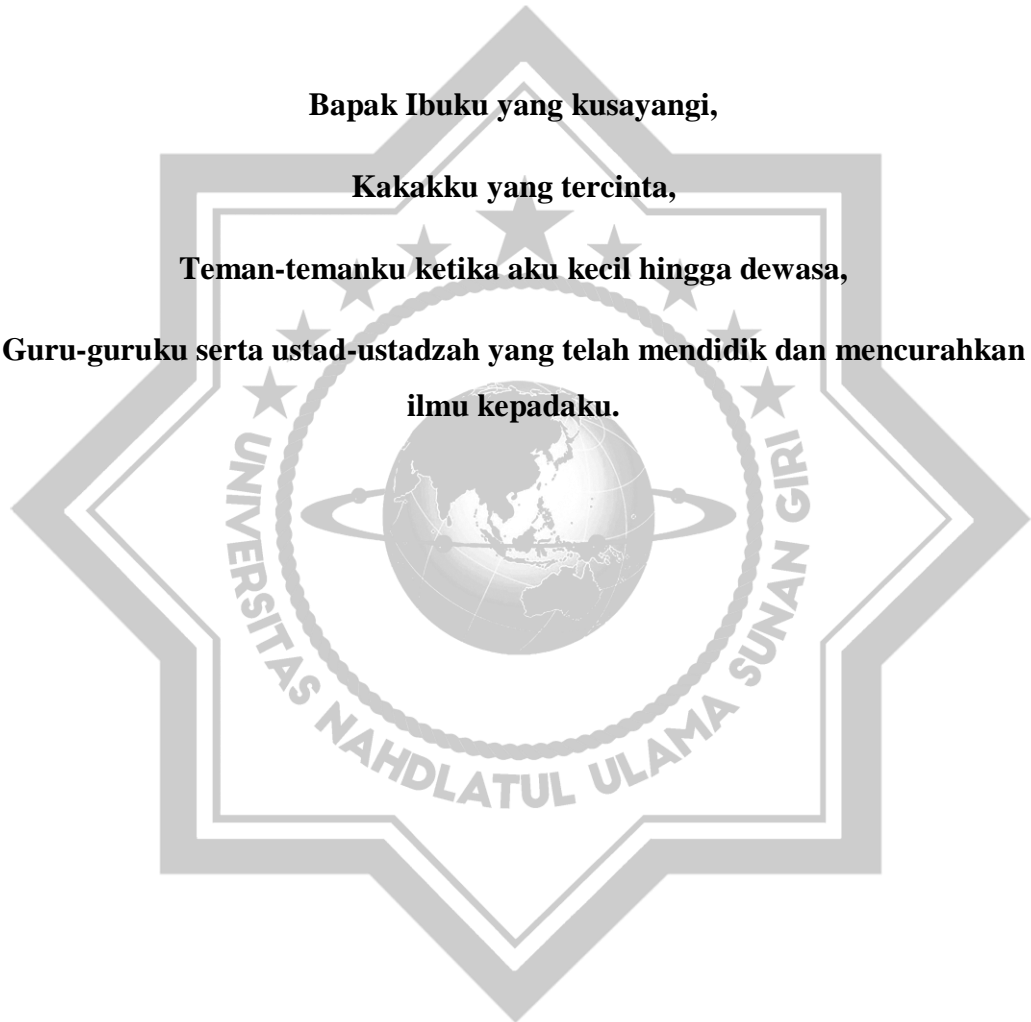 Bapak Ibuku yang kusayangi,
Kakakku yang tercinta,
Teman-temanku ketika aku kecil hingga dewasa,
Guru-guruku serta ustad-ustadzah yang telah mendidik dan mencurahkan
ilmu kepadaku.
UNIVERSITAS NAHDLATUL ULAMA SUNAN GIRI